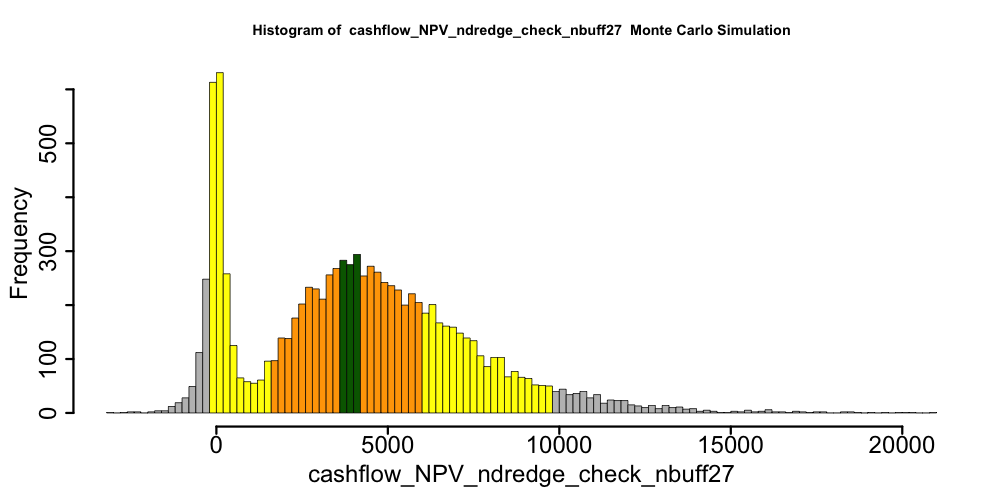 Histogram of cashflow_NPV_ndredge_check_nbuff27 Monte Carlo Simulation
Frequency
500
300
100
0
0 5000 10000 15000 20000
cashflow_NPV_ndredge_check_nbuff27